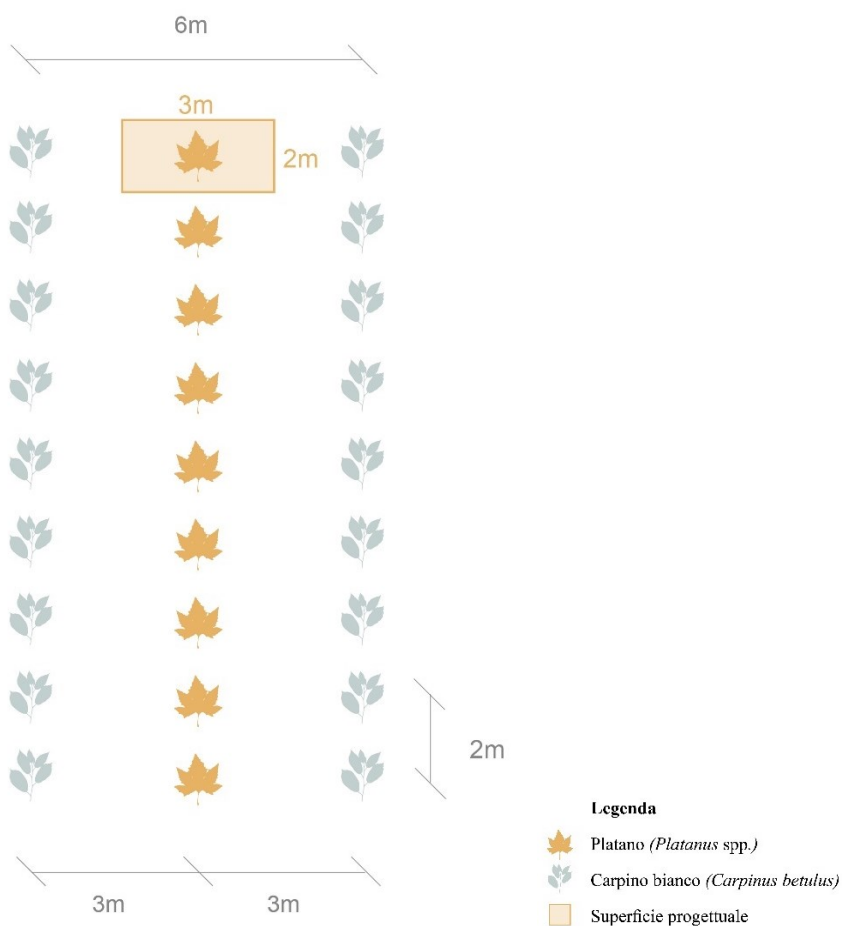 6m
3m
2m
2m
3m
3m
Legenda
Platano (Platanus spp.)
Carpino bianco (Carpinus betulus)
Superficie progettuale